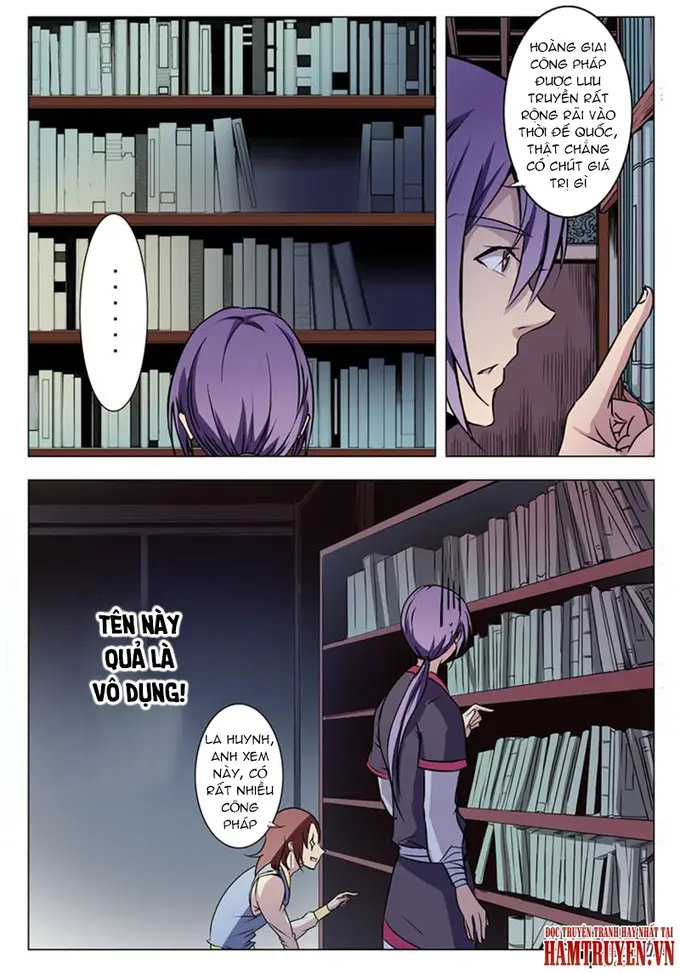 . . . . . .
HOÀNG GIAI
CÔNG PHÁP
ĐƯỢC LƯU
TRUYỀN RẤT
RỘNG RÃI VÀO
THỜI ĐẾ QUỐC,
THẬT CHẲNG
CÓ CHÚT GIÁ
TRỊ GÌ
TÊN NÀY
QUẢ LÀ
VÔ DỤNG!
LA HUYNH,
ANH XEM
NÀY, CÓ
RẤT NHIỀU
CÔNG
PHÁP
ĐỌC TRUYỆN TRANH HAY NHẤT TẠI
HAMTRUYEN.VN